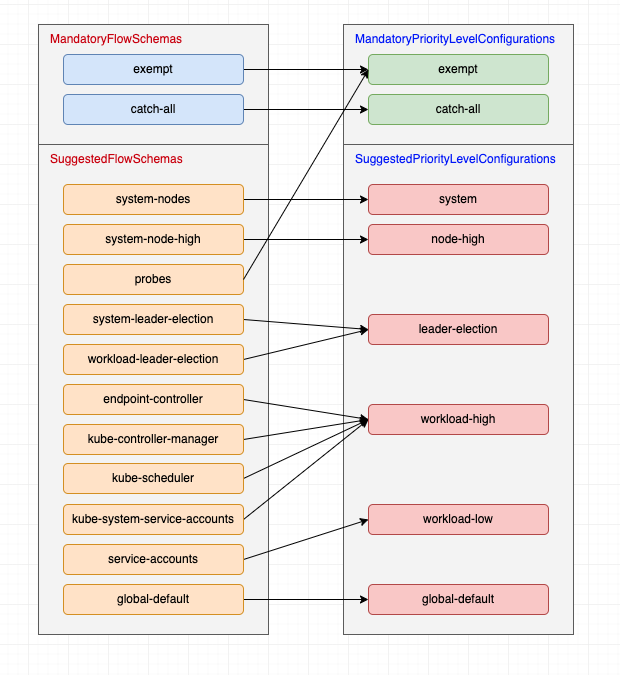 MandatoryFlowSchemas
exempt
catch-all
SuggestedFlowSchemas
system-nodes
system-node-high
probes
system-leader-election
workload-leader-election
endpoint-controller
kube-controller-manager
kube-scheduler
kube-system-service-accounts
service-accounts
global-default
MandatoryPriorityLevelConfigurations
exempt
catch-all
SuggestedPriorityLevelConfigurations
system
node-high
leader-election
workload-high
workload-low
global-default